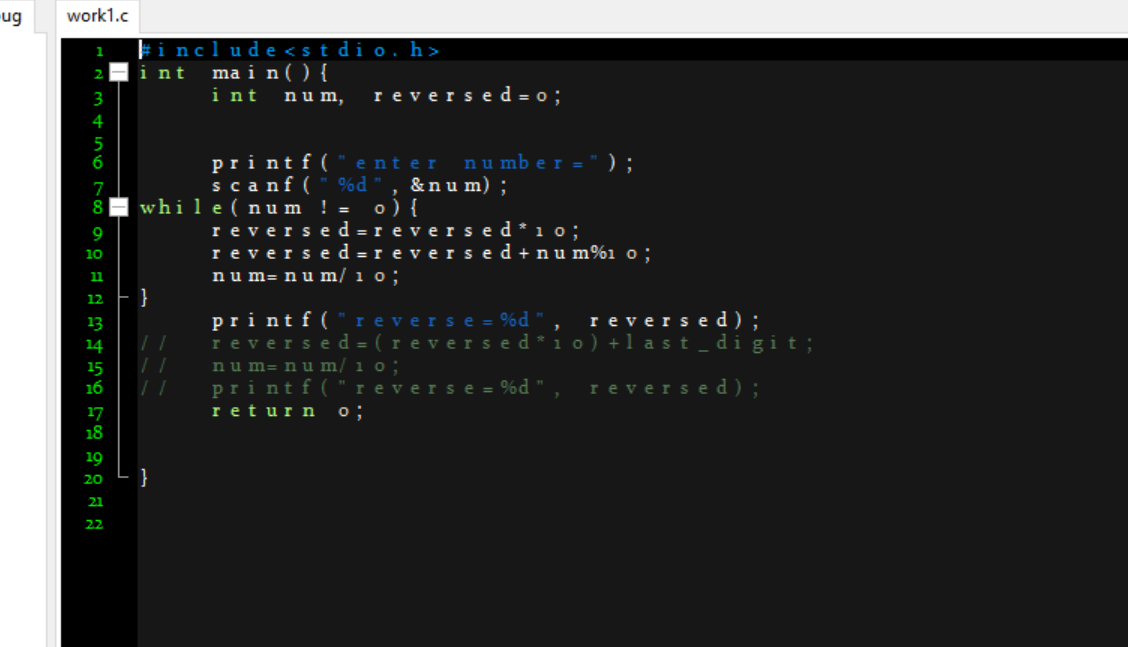 ug
work1.c
1 #include<stdio.h>
2 int main(){
3 int num, reversed=0;
4
5
6 printf("enter number=");
7 scanf("%d",&num);
8 while(num != 0){
9 reversed=reversed*10;
10 reversed=reversed+num%10;
11 num=num/10;
12 }
13 printf("reverse=%d", reversed);
14 // reversed=(reversed*10)+last_digit;
15 // num=num/10;
16 // printf("reverse=%d", reversed);
17 return 0;
18
19
20 }
21
22